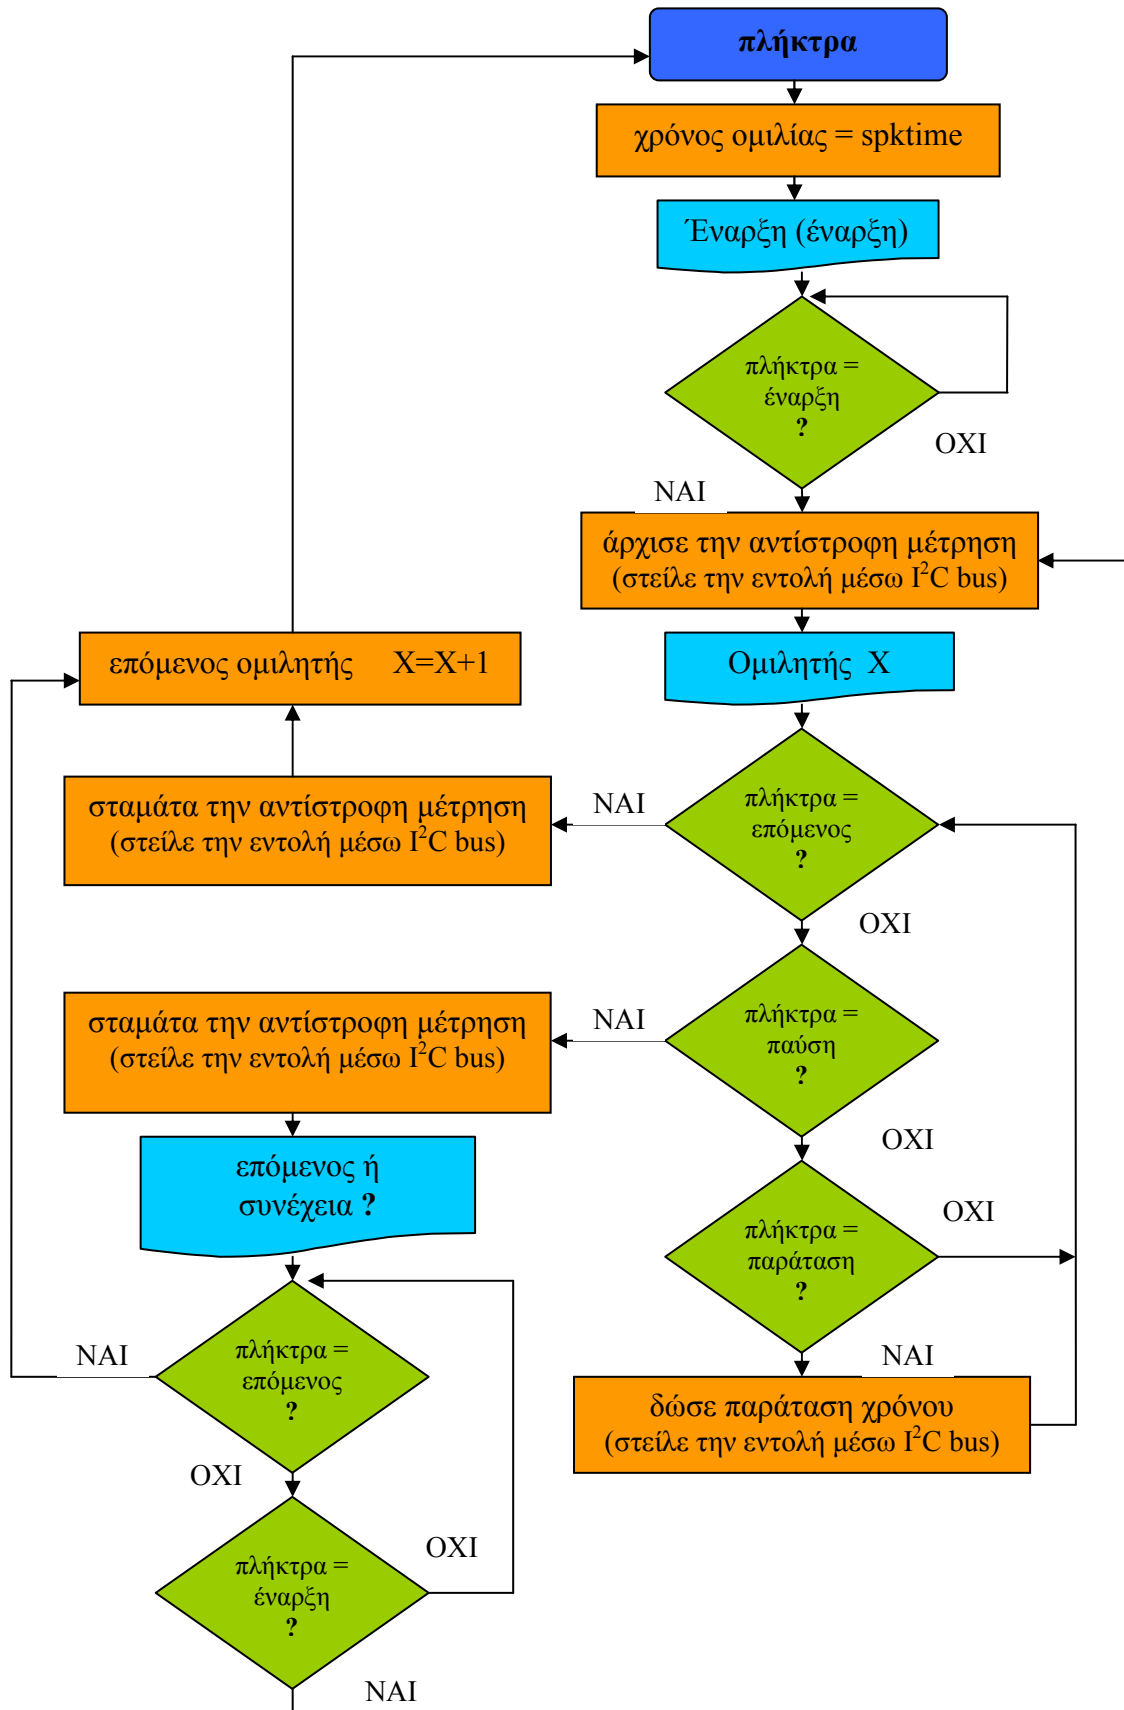 πλήκτρα
χρόνος ομιλίας = spktime
Έναρξη (έναρξη)
πλήκτρα =
έναρξη
?
ΟΧΙ
ΝΑΙ
άρχισε την αντίστροφη μέτρηση
(στείλε την εντολή μέσω I²C bus)
επόμενος ομιλητής Χ=Χ+1
Ομιλητής Χ
σταμάτα την αντίστροφη μέτρηση
(στείλε την εντολή μέσω I²C bus)
ΝΑΙ
πλήκτρα =
επόμενος
?
ΟΧΙ
σταμάτα την αντίστροφη μέτρηση
(στείλε την εντολή μέσω I²C bus)
ΝΑΙ
πλήκτρα =
παύση
?
ΟΧΙ
επόμενος ή
συνέχεια ?
πλήκτρα =
παράταση
?
ΟΧΙ
ΝΑΙ
δώσε παράταση χρόνου
(στείλε την εντολή μέσω I²C bus)
ΝΑΙ
πλήκτρα =
επόμενος
?
ΟΧΙ
πλήκτρα =
έναρξη
?
ΟΧΙ
ΝΑΙ